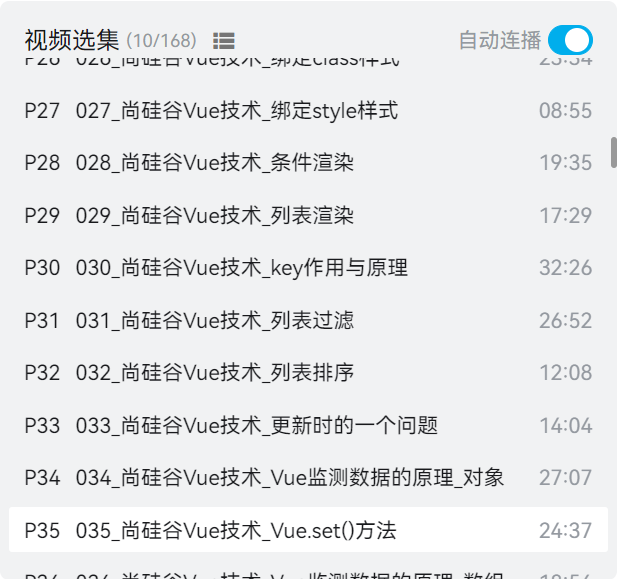 视频选集 (10/168) 自动连播
P26 026_尚硅谷Vue技术_绑定class样式 23:34
P27 027_尚硅谷Vue技术_绑定style样式 08:55
P28 028_尚硅谷Vue技术_条件渲染 19:35
P29 029_尚硅谷Vue技术_列表渲染 17:29
P30 030_尚硅谷Vue技术_key作用与原理 32:26
P31 031_尚硅谷Vue技术_列表过滤 26:52
P32 032_尚硅谷Vue技术_列表排序 12:08
P33 033_尚硅谷Vue技术_更新时的一个问题 14:04
P34 034_尚硅谷Vue技术_Vue监测数据的原理_对象 27:07
P35 035_尚硅谷Vue技术_Vue.set()方法 24:37
P36 036_尚硅谷Vue技术_Vue监测数据的原理_数组